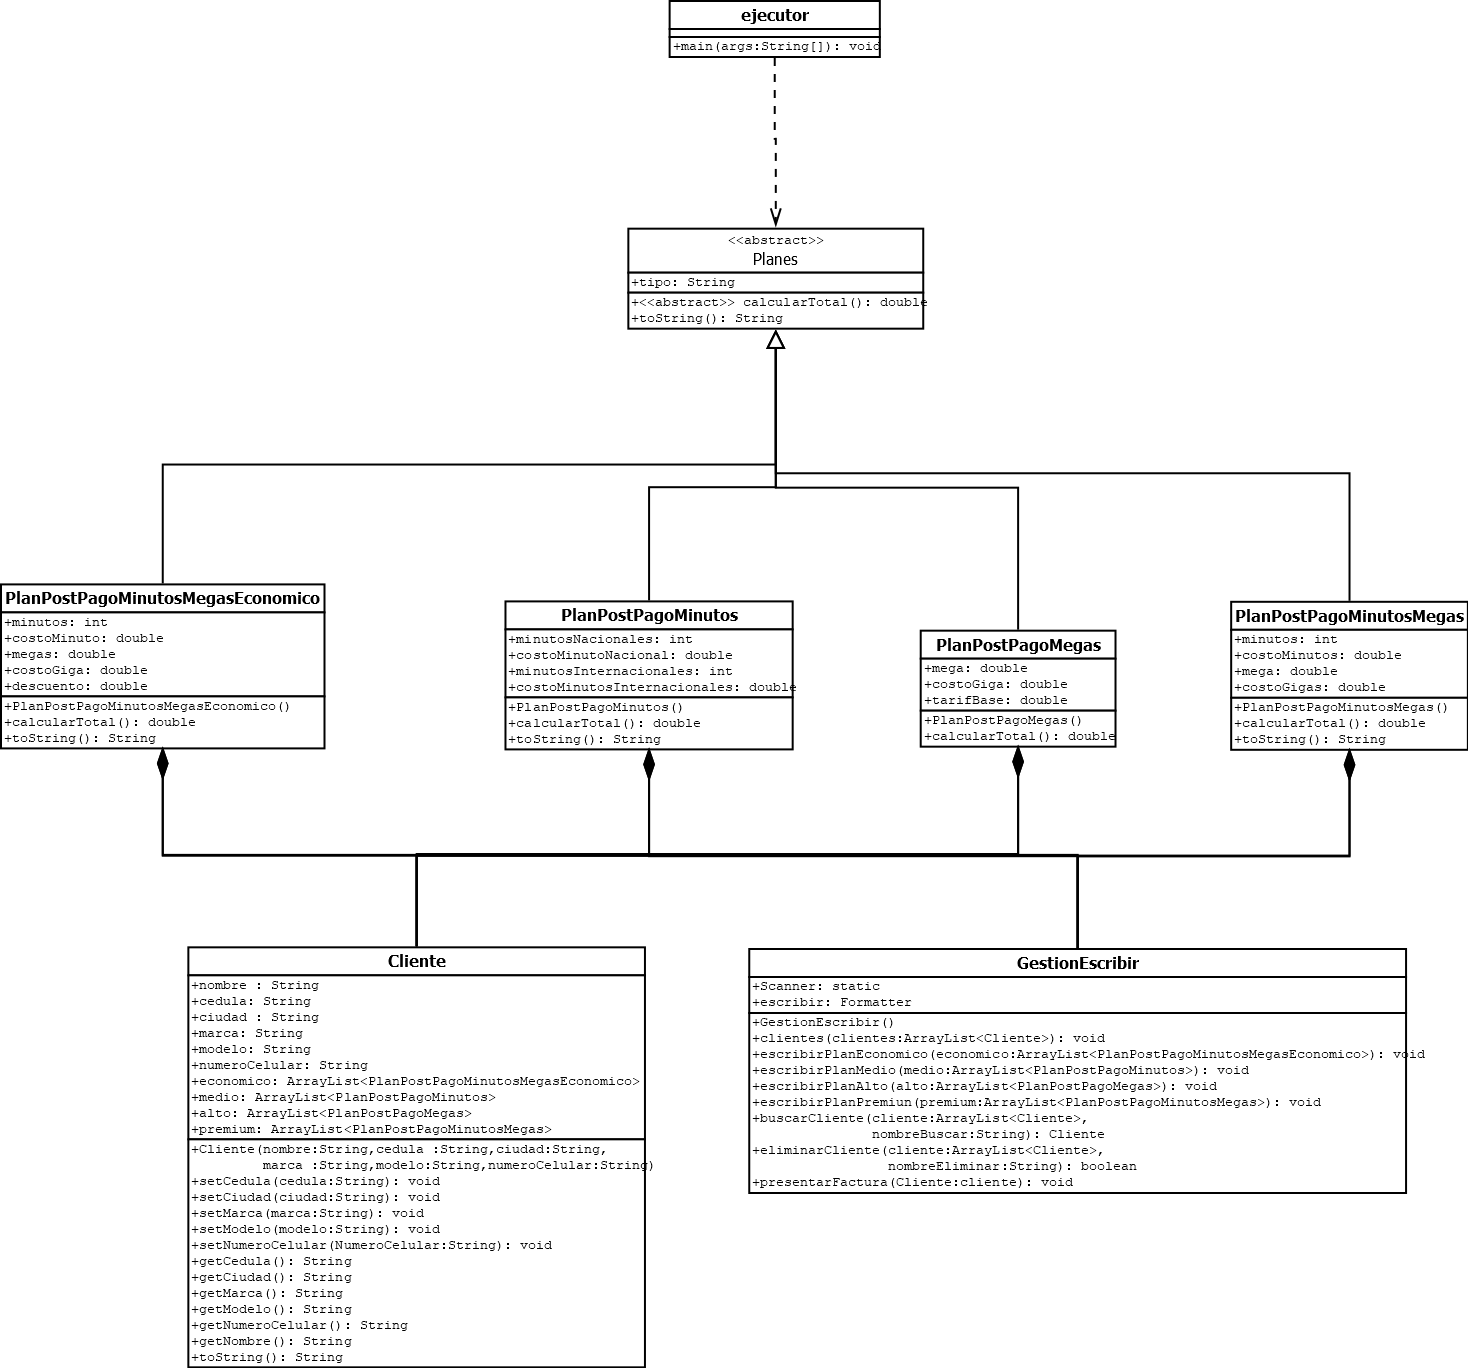 ejecutor
+main(args:String[]): void
<<abstract>>
Planes
+tipo: String
+<<abstract>> calcularTotal(): double
+toString(): String
PlanPostPagoMinutosMegasEconomico
+minutos: int
+costoMinuto: double
+megas: double
+costoGiga: double
+descuento: double
+PlanPostPagoMinutosMegasEconomico()
+calcularTotal(): double
+toString(): String
PlanPostPagoMinutos
+minutosNacionales: int
+costoMinutoNacional: double
+minutosInternacionales: int
+costoMinutosInternacionales: double
+PlanPostPagoMinutos()
+calcularTotal(): double
+toString(): String
PlanPostPagoMegas
+mega: double
+costoGiga: double
+tarifBase: double
+PlanPostPagoMegas()
+calcularTotal(): double
PlanPostPagoMinutosMegas
+minutos: int
+costoMinutos: double
+mega: double
+costoGigas: double
+PlanPostPagoMinutosMegas()
+calcularTotal(): double
+toString(): String
Cliente
+nombre : String
+cedula: String
+ciudad : String
+marca: String
+modelo: String
+numeroCelular: String
+economico: ArrayList<PlanPostPagoMinutosMegasEconomico>
+medio: ArrayList<PlanPostPagoMinutos>
+alto: ArrayList<PlanPostPagoMegas>
+premium: ArrayList<PlanPostPagoMinutosMegas>
+Cliente(nombre:String,cedula :String,ciudad:String,
marca :String,modelo:String,numeroCelular:String)
+setCedula(cedula:String): void
+setCiudad(ciudad:String): void
+setMarca(marca:String): void
+setModelo(modelo:String): void
+setNumeroCelular(NumeroCelular:String): void
+getCedula(): String
+getCiudad(): String
+getMarca(): String
+getModelo(): String
+getNumeroCelular(): String
+getNombre(): String
+toString(): String
GestionEscribir
+Scanner: static
+escribir: Formatter
+GestionEscribir()
+clientes(clientes:ArrayList<Cliente>): void
+escribirPlanEconomico(economico:ArrayList<PlanPostPagoMinutosMegasEconomico>): void
+escribirPlanMedio(medio:ArrayList<PlanPostPagoMinutos>): void
+escribirPlanAlto(alto:ArrayList<PlanPostPagoMegas>): void
+escribirPlanPremiun(premium:ArrayList<PlanPostPagoMinutosMegas>): void
+buscarCliente(cliente:ArrayList<Cliente>,
nombreBuscar:String): Cliente
+eliminarCliente(cliente:ArrayList<Cliente>,
nombreEliminar:String): boolean
+presentarFactura(Cliente:cliente): void